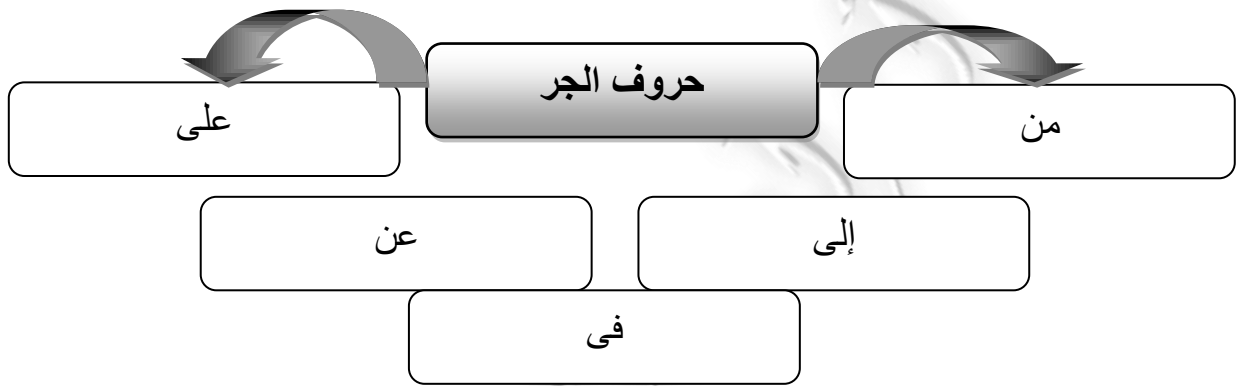 حروف الجر
من
على
إلى
عن
فى